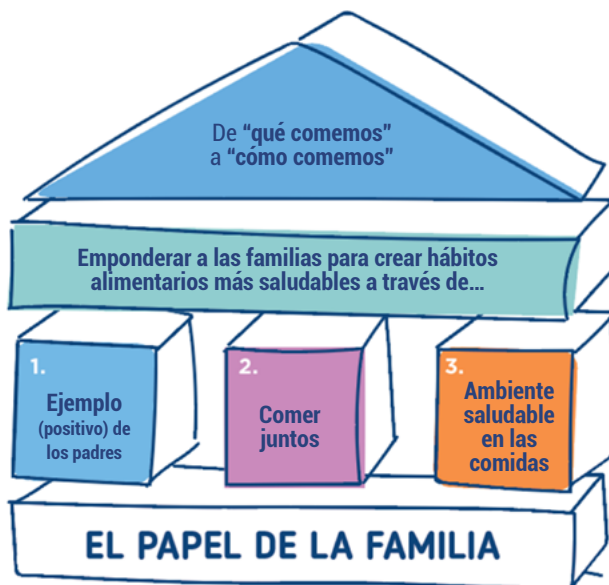 De “qué comemos”
a “cómo comemos”
Emponderar a las familias para crear hábitos
alimentarios más saludables a través de...
1.
Ejemplo
(positivo) de
los padres
2.
Comer
juntos
3.
Ambiente
saludable
en las
comidas
EL PAPEL DE LA FAMILIA